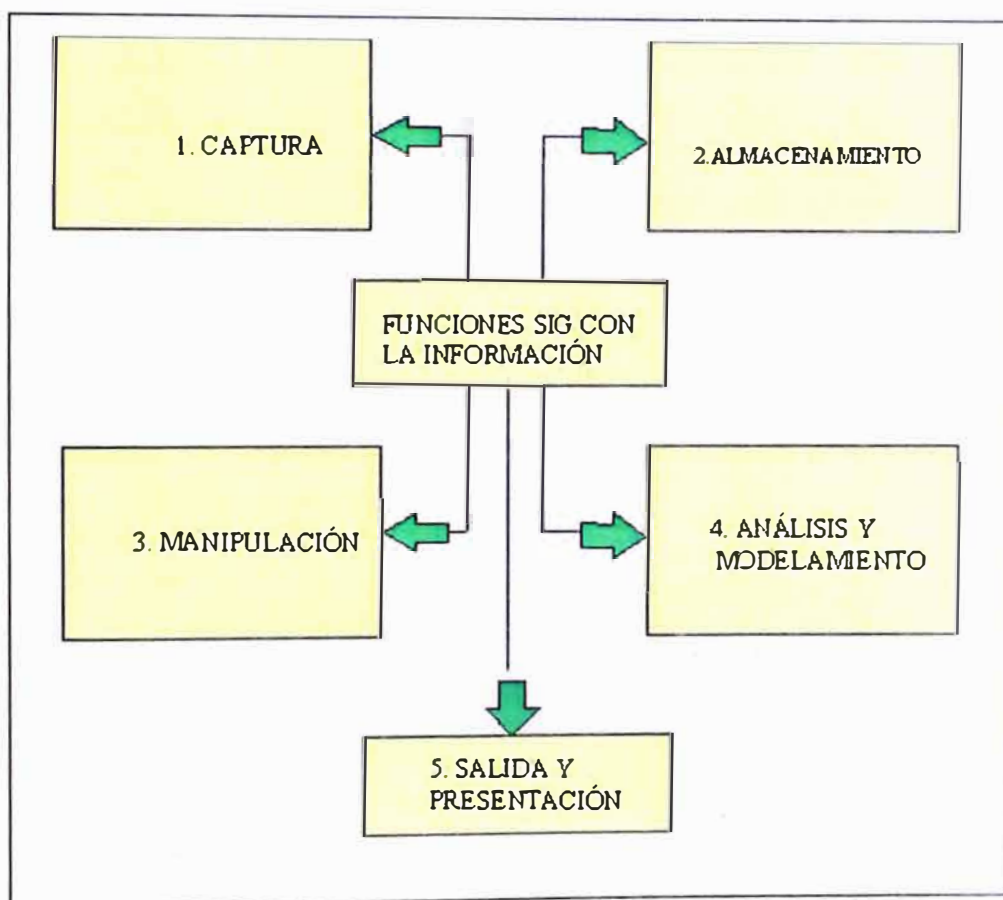 1. CAPTURA
2.ALMACENAMIENTO
FUNCIONES SIG CON
LA INFORMACIÓN
3. MANIPULACIÓN
4. ANÁLISIS Y
MODELAMIENTO
5. SALIDA Y
PRESENTACIÓN